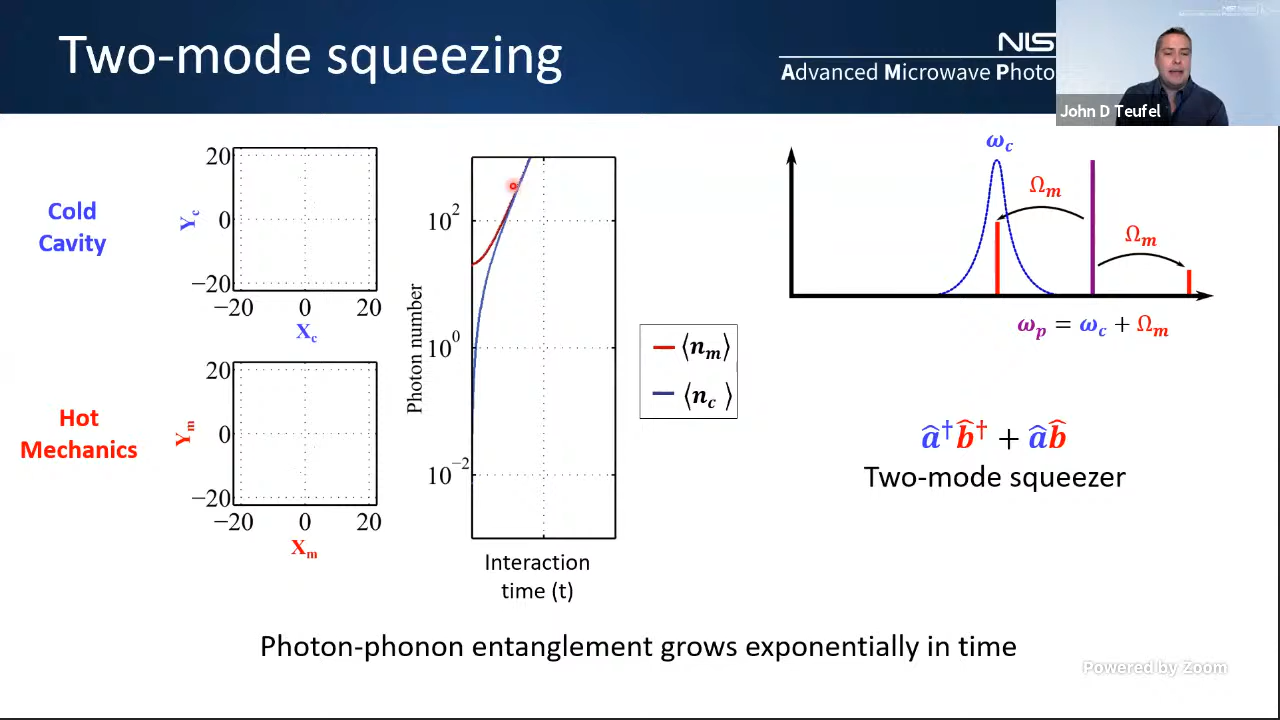 Two-mode squeezing
NIS
Advanced Microwave Photo
John D Teufel
Cold
Cavity
Y_c
20
0
−20
−20 0 20
X_c
Hot
Mechanics
Y_m
20
0
−20
−20 0 20
X_m
Photon number
10^2
10^0
10^−2
Interaction
time (t)
⟨n_m⟩
⟨n_c⟩
ω_c
Ω_m
Ω_m
ω_p = ω_c + Ω_m
â†b̂† + âb̂
Two-mode squeezer
Photon-phonon entanglement grows exponentially in time
Powered by Zoom